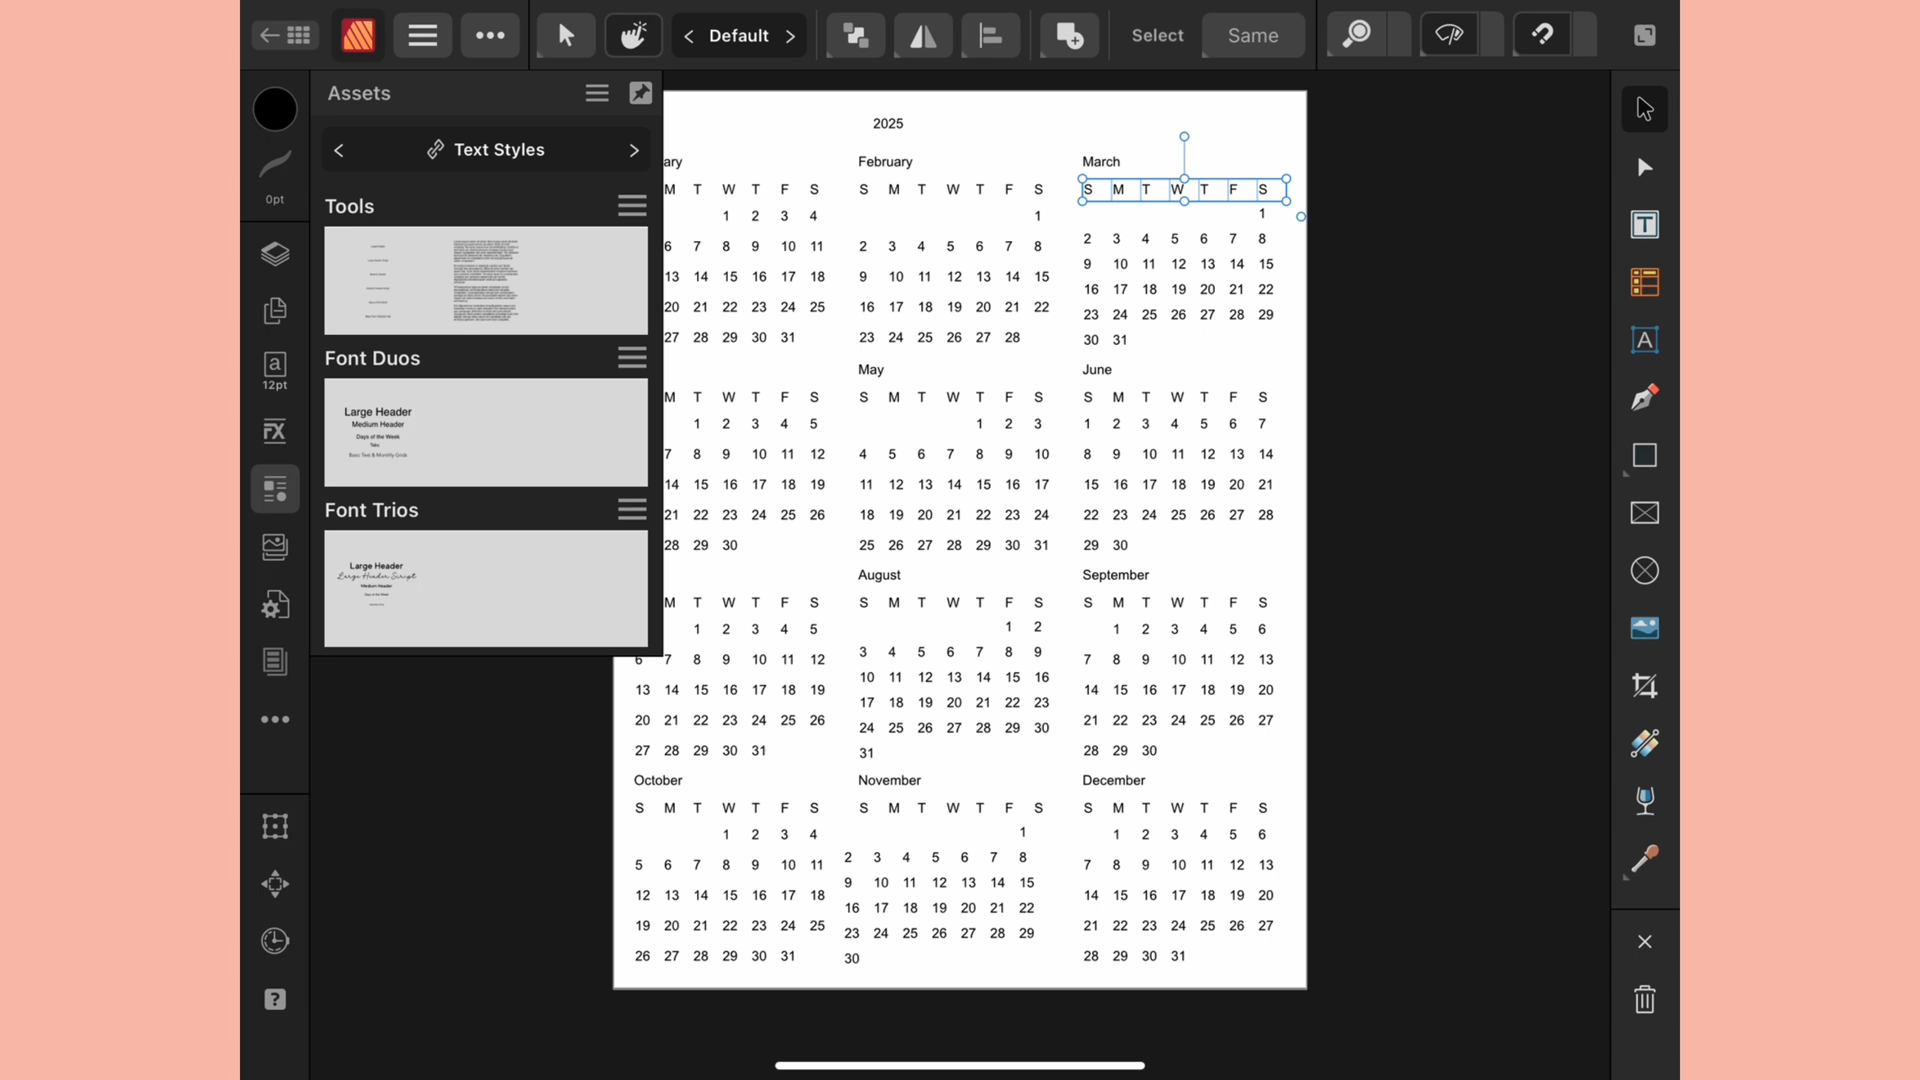 Default
Select
Same
Assets
Text Styles
0pt
Tools
12pt
Font Duos
Large Header
Medium Header
Days of the Week
Tabs
Basic Text & Monthly Grids
Font Trios
Large Header
Large Header Script
Medium Header
2025
ary
M T W T F S
1 2 3 4
6 7 8 9 10 11
13 14 15 16 17 18
20 21 22 23 24 25
27 28 29 30 31
February
S M T W T F S
1
2 3 4 5 6 7 8
9 10 11 12 13 14 15
16 17 18 19 20 21 22
23 24 25 26 27 28
March
S M T W T F S
1
2 3 4 5 6 7 8
9 10 11 12 13 14 15
16 17 18 19 20 21 22
23 24 25 26 27 28 29
30 31
M T W T F S
1 2 3 4 5
7 8 9 10 11 12
14 15 16 17 18 19
21 22 23 24 25 26
28 29 30
May
S M T W T F S
1 2 3
4 5 6 7 8 9 10
11 12 13 14 15 16 17
18 19 20 21 22 23 24
25 26 27 28 29 30 31
June
S M T W T F S
1 2 3 4 5 6 7
8 9 10 11 12 13 14
15 16 17 18 19 20 21
22 23 24 25 26 27 28
29 30
M T W T F S
1 2 3 4 5
6 7 8 9 10 11 12
13 14 15 16 17 18 19
20 21 22 23 24 25 26
27 28 29 30 31
August
S M T W T F S
1 2
3 4 5 6 7 8 9
10 11 12 13 14 15 16
17 18 19 20 21 22 23
24 25 26 27 28 29 30
31
September
S M T W T F S
1 2 3 4 5 6
7 8 9 10 11 12 13
14 15 16 17 18 19 20
21 22 23 24 25 26 27
28 29 30
October
S M T W T F S
1 2 3 4
5 6 7 8 9 10 11
12 13 14 15 16 17 18
19 20 21 22 23 24 25
26 27 28 29 30 31
November
S M T W T F S
1
2 3 4 5 6 7 8
9 10 11 12 13 14 15
16 17 18 19 20 21 22
23 24 25 26 27 28 29
30
December
S M T W T F S
1 2 3 4 5 6
7 8 9 10 11 12 13
14 15 16 17 18 19 20
21 22 23 24 25 26 27
28 29 30 31